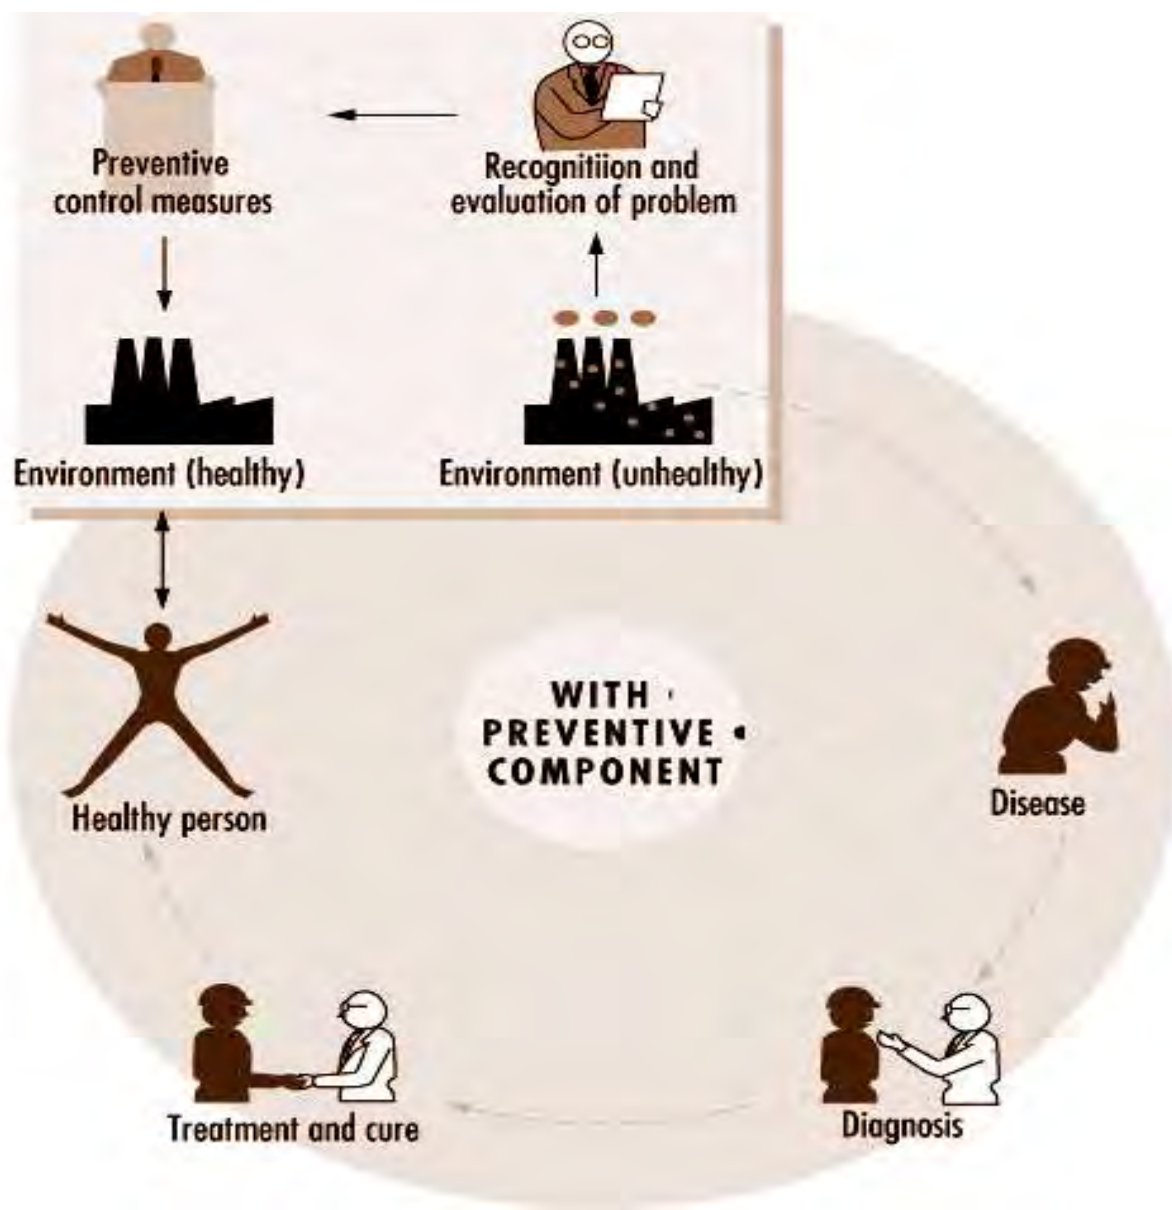 Preventive
control measures
Recognitiion and
evaluation of problem
Environment (healthy)
Environment (unhealthy)
WITH
PREVENTIVE
COMPONENT
Healthy person
Disease
Treatment and cure
Diagnosis